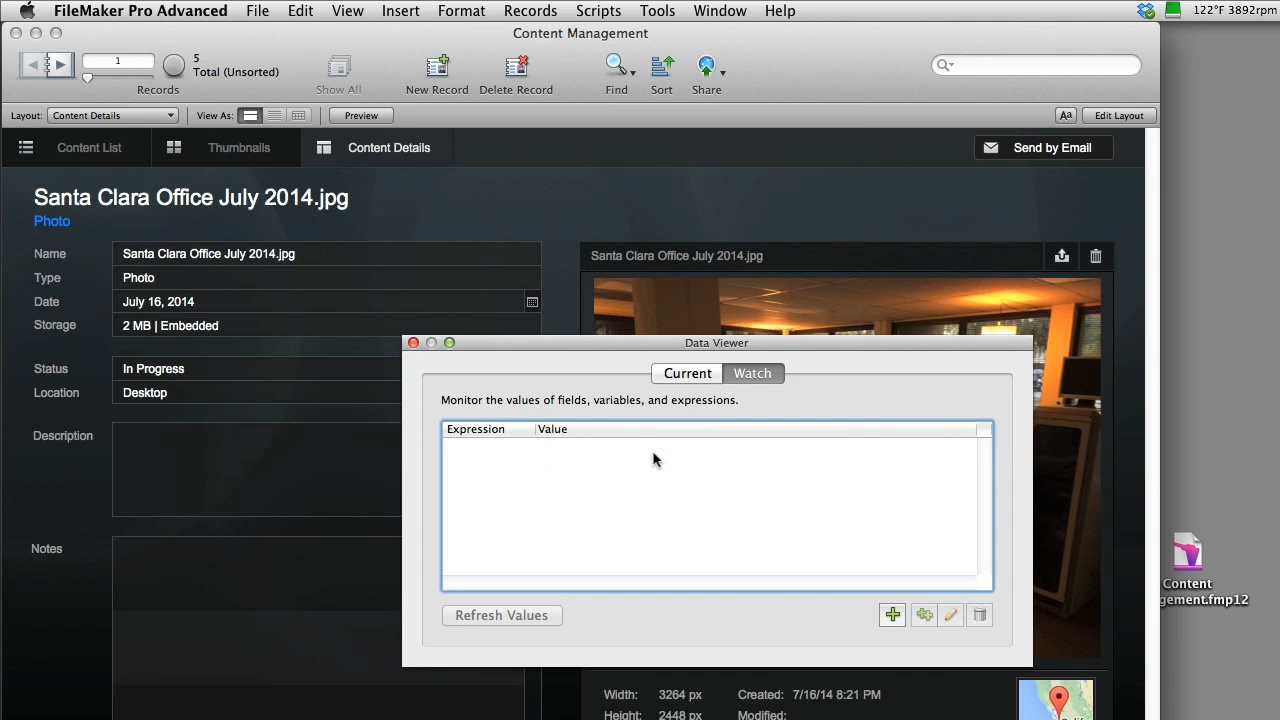 FileMaker Pro Advanced File Edit View Insert Format Records Scripts Tools Window Help 122°F 3892rpm
Content Management
1
5
Total (Unsorted)
Records
Show All
New Record
Delete Record
Find
Sort
Share
Layout: Content Details
View As:
Preview
Aa
Edit Layout
Content List
Thumbnails
Content Details
Send by Email
Santa Clara Office July 2014.jpg
Photo
Name Santa Clara Office July 2014.jpg
Type Photo
Date July 16, 2014
Storage 2 MB | Embedded
Status In Progress
Location Desktop
Description
Notes
Santa Clara Office July 2014.jpg
Data Viewer
Current Watch
Monitor the values of fields, variables, and expressions.
Expression Value
Refresh Values
Width: 3264 px Created: 7/16/14 8:21 PM
Height: 2448 px Modified:
Content
gement.fmp12